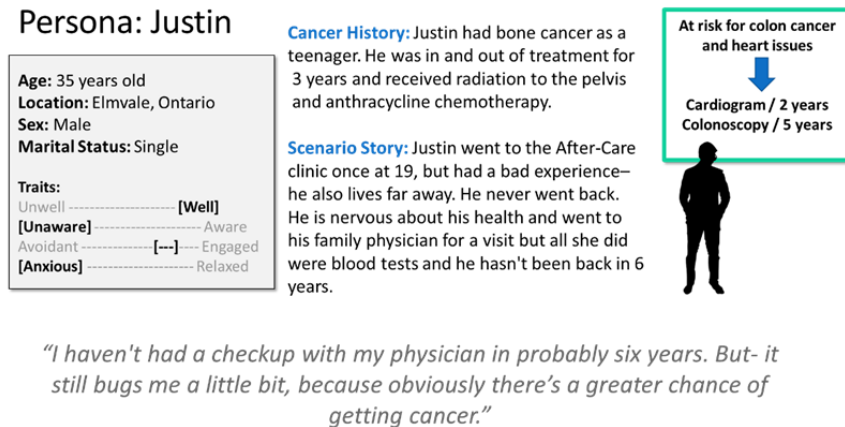 Persona: Justin
Age: 35 years old
Location: Elmvale, Ontario
Sex: Male
Marital Status: Single
Traits:
Unwell ---------------------- [Well]
[Unaware] ---------------------- Aware
Avoidant---------------[---]---- Engaged
[Anxious] ---------------------- Relaxed
Cancer History: Justin had bone cancer as a
teenager. He was in and out of treatment for
3 years and received radiation to the pelvis
and anthracycline chemotherapy.
Scenario Story: Justin went to the After-Care
clinic once at 19, but had a bad experience–
he also lives far away. He never went back.
He is nervous about his health and went to
his family physician for a visit but all she did
were blood tests and he hasn't been back in 6
years.
At risk for colon cancer
and heart issues
Cardiogram / 2 years
Colonoscopy / 5 years
“I haven't had a checkup with my physician in probably six years. But- it
still bugs me a little bit, because obviously there’s a greater chance of
getting cancer.”